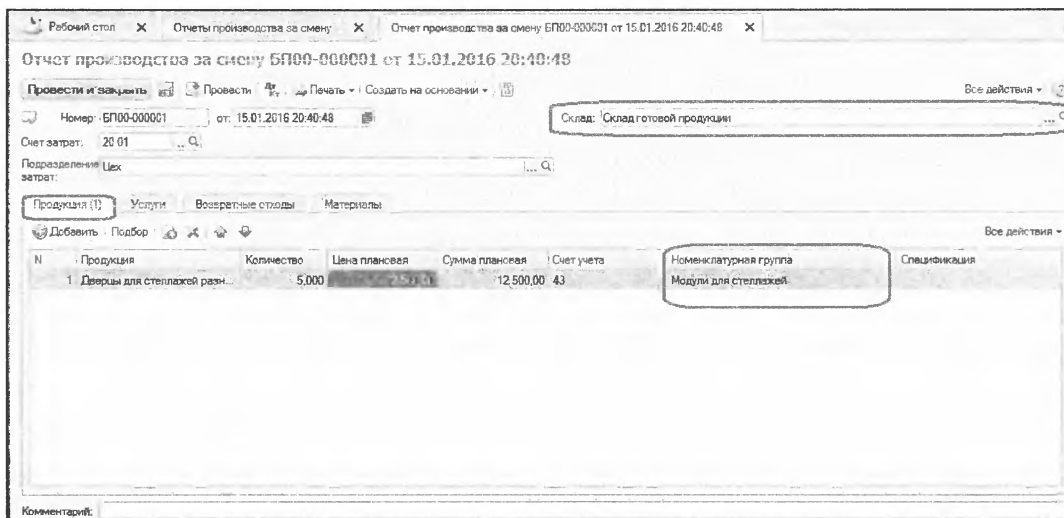 Рабочий стол Отчеты производства за смену Отчет производства за смену БП00-000001 от 15.01.2016 20:40:48
Отчет производства за смену БП00-000001 от 15.01.2016 20:40:48
Провести и закрыть Провести Дт Кт Печать Создать на основании Все действия
Номер: БП00-000001 от: 15.01.2016 20:40:48 Склад: Склад готовой продукции ...
Счет затрат: 20 01 ...
Подразделение затрат: Цех ...
Продукция (1) Услуги Возвратные отходы Материалы
Добавить Подбор Все действия
N Продукция Количество Цена плановая Сумма плановая Счет учета Номенклатурная группа Спецификация
1 Дверцы для стеллажей разн... 5,000 12 500,00 43 Модули для стеллажей
Комментарий: